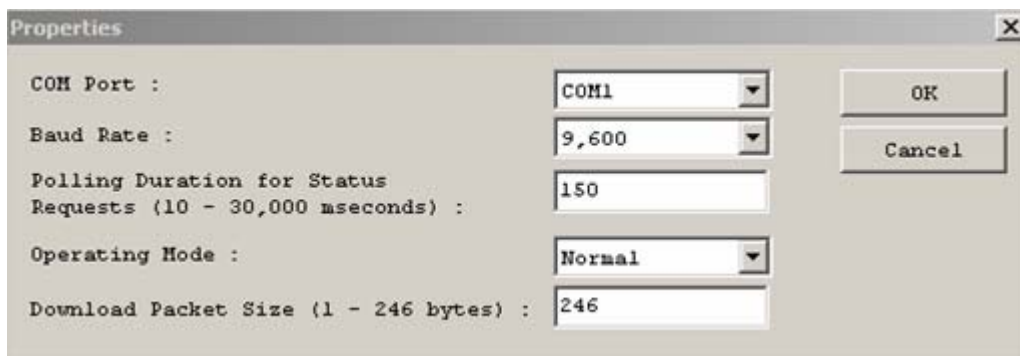 Properties
COM Port :
COM1
OK
Baud Rate :
9,600
Cancel
Polling Duration for Status
Requests (10 - 30,000 mseconds) :
150
Operating Mode :
Normal
Download Packet Size (1 - 246 bytes) :
246